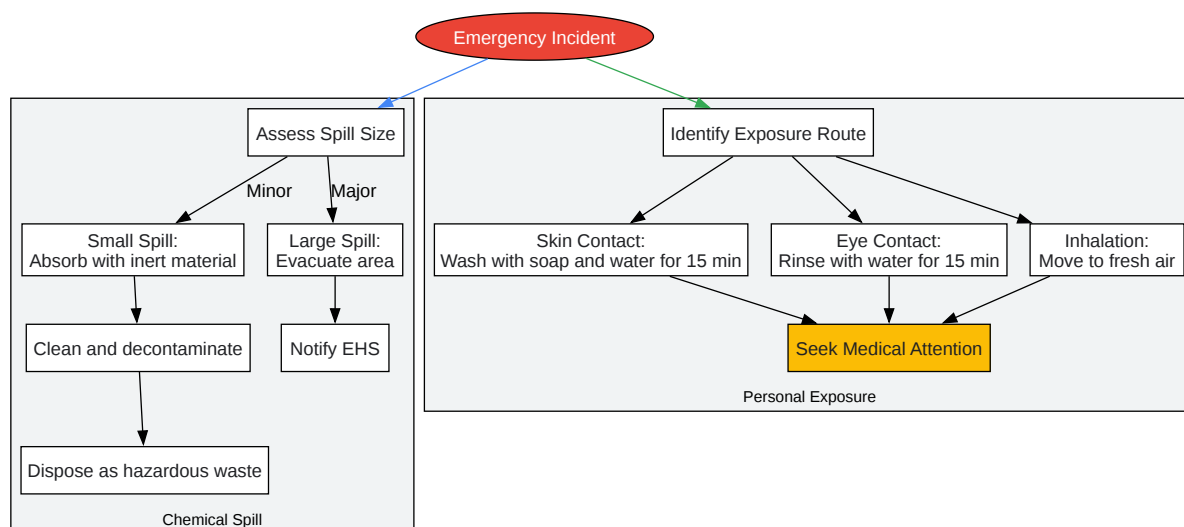 Emergency Incident
Assess Spill Size
Identify Exposure Route
Minor
Major
Small Spill:
Absorb with inert material
Large Spill:
Evacuate area
Skin Contact:
Wash with soap and water for 15 min
Eye Contact:
Rinse with water for 15 min
Inhalation:
Move to fresh air
Clean and decontaminate
Notify EHS
Seek Medical Attention
Personal Exposure
Dispose as hazardous waste
Chemical Spill